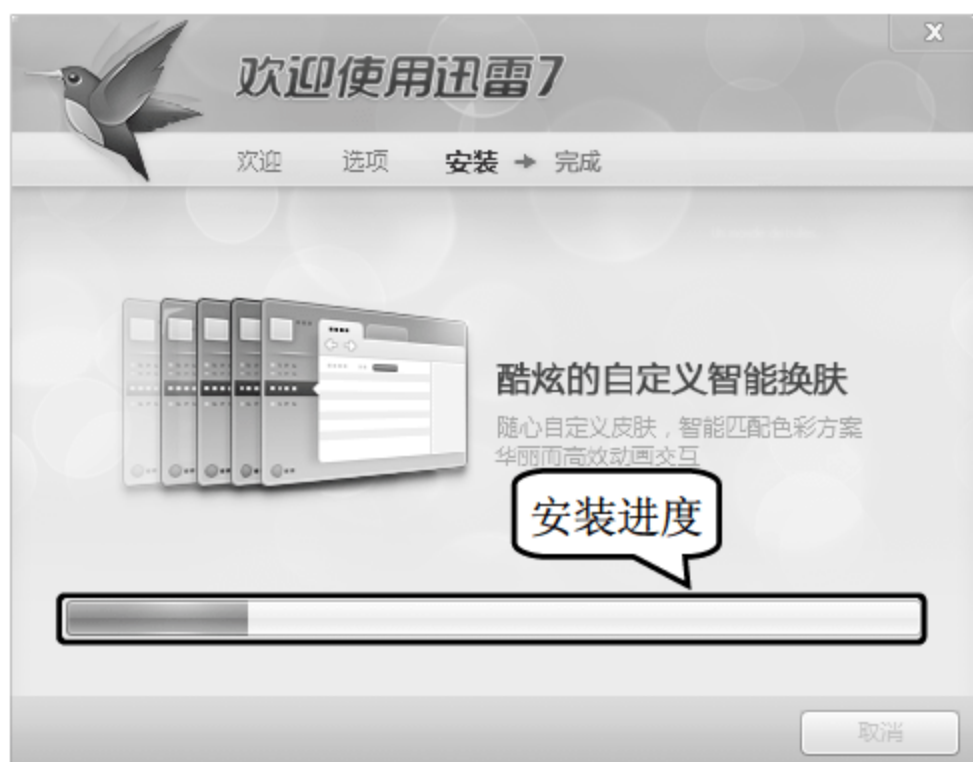 欢迎使用迅雷7
欢迎 选项 安装 → 完成
酷炫的自定义智能换肤
随心自定义皮肤，智能匹配色彩方案
华丽而高效动画交互
安装进度
取消